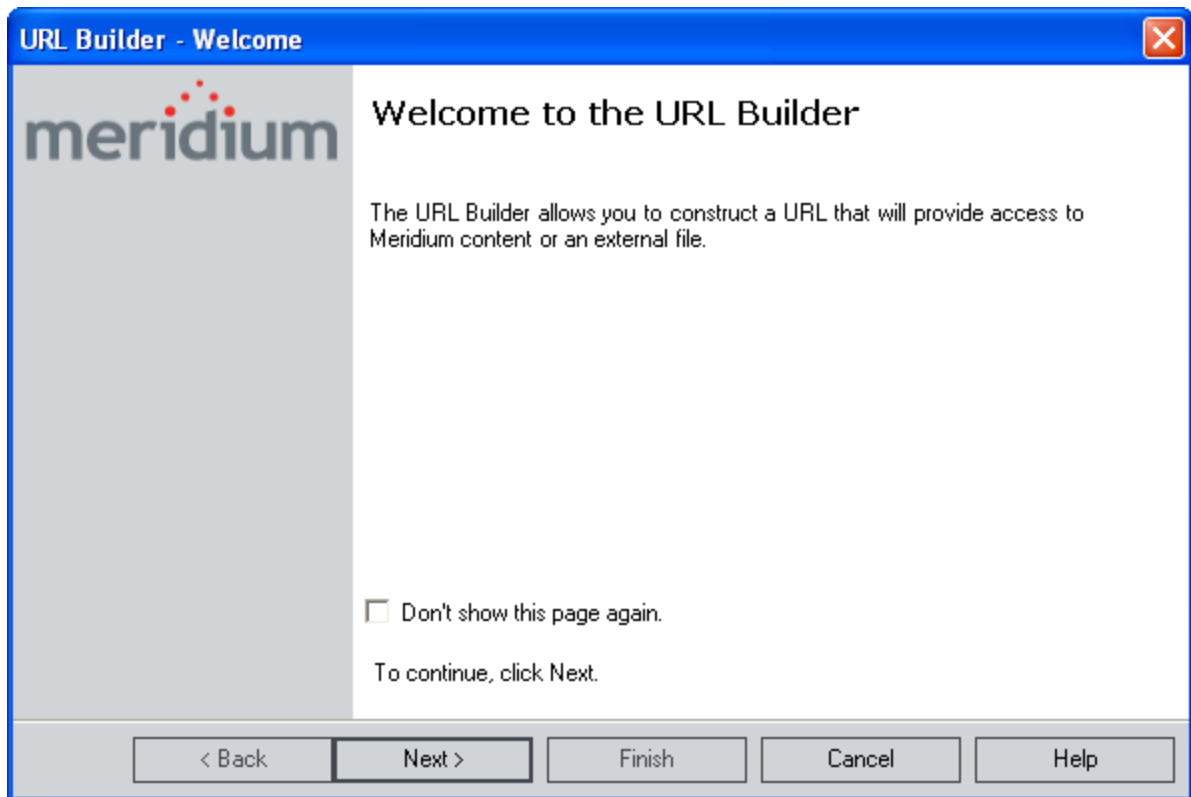 URL Builder - Welcome
meridium
Welcome to the URL Builder
The URL Builder allows you to construct a URL that will provide access to
Meridium content or an external file.
Don't show this page again.
To continue, click Next.
< Back
Next >
Finish
Cancel
Help